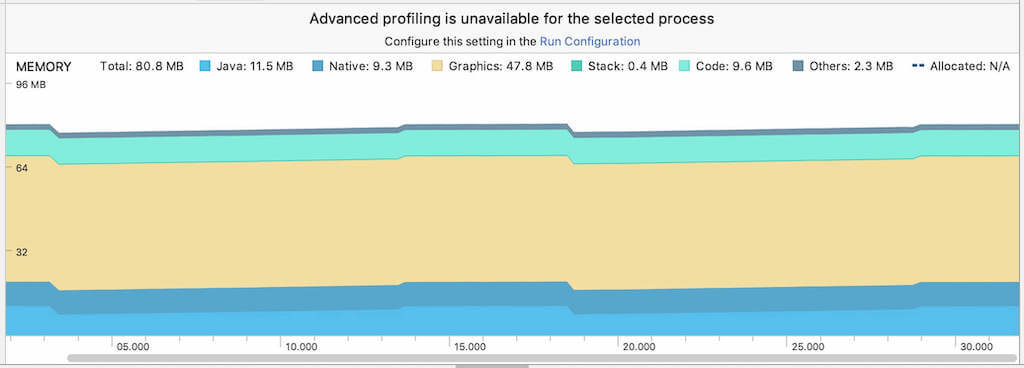 Advanced profiling is unavailable for the selected process
Configure this setting in the Run Configuration
MEMORY Total: 80.8 MB Java: 11.5 MB Native: 9.3 MB Graphics: 47.8 MB Stack: 0.4 MB Code: 9.6 MB Others: 2.3 MB Allocated: N/A
96 MB
64
32
05.000 10.000 15.000 20.000 25.000 30.000